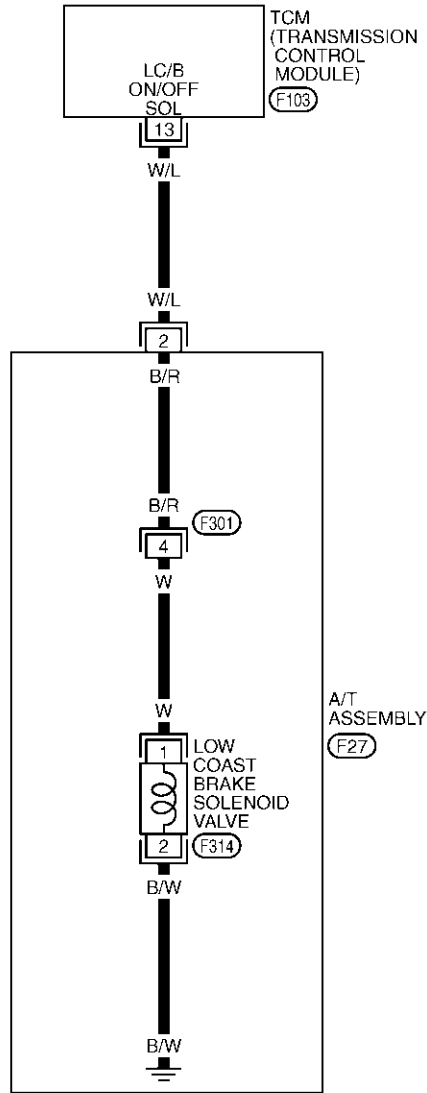 TCM
(TRANSMISSION
CONTROL
MODULE)
F103
LC/B
ON/OFF
SOL
13
W/L
W/L
2
B/R
B/R
F301
4
W
W
A/T
ASSEMBLY
F27
1
LOW
COAST
BRAKE
SOLENOID
VALVE
2
F314
B/W
B/W